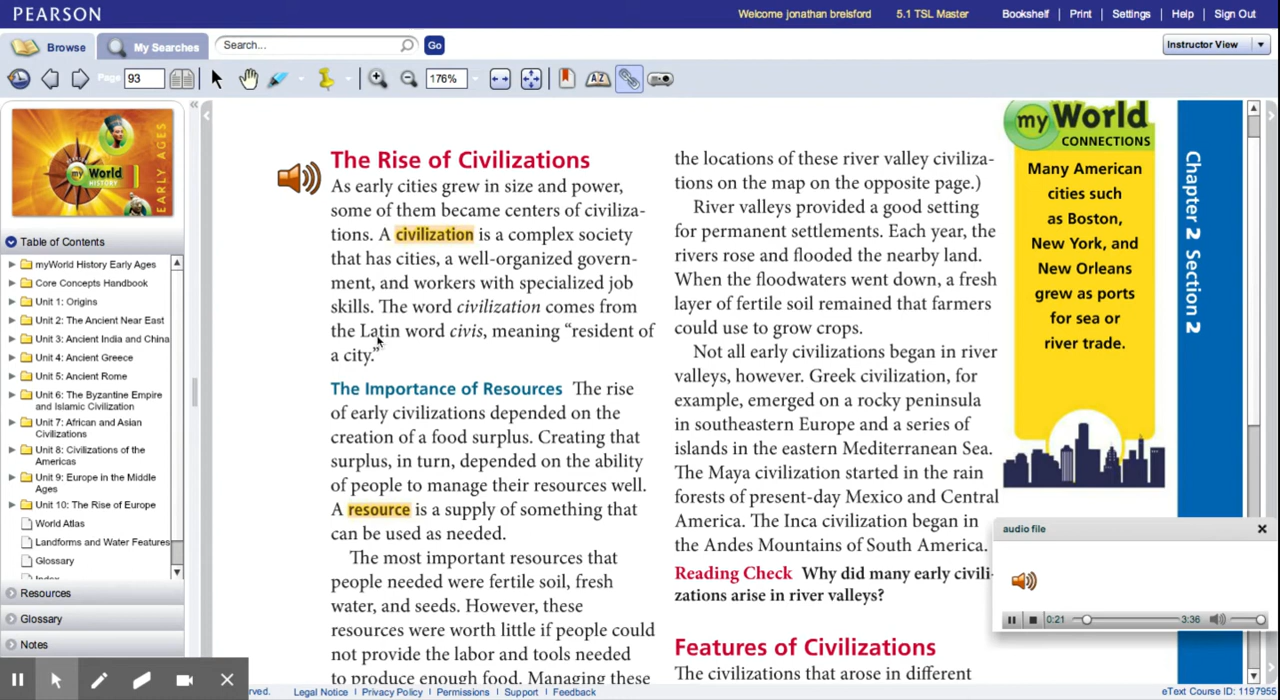 PEARSON
Welcome jonathan brelsford 5.1 TSL Master Bookshelf Print Settings Help Sign Out
Browse My Searches Search... Go Instructor View
Page 93 AZ 176%
my World HISTORY
EARLY AGES
Table of Contents
myWorld History Early Ages
Core Concepts Handbook
Unit 1: Origins
Unit 2: The Ancient Near East
Unit 3: Ancient India and China
Unit 4: Ancient Greece
Unit 5: Ancient Rome
Unit 6: The Byzantine Empire
and Islamic Civilization
Unit 7: African and Asian
Civilizations
Unit 8: Civilizations of the
Americas
Unit 9: Europe in the Middle
Ages
Unit 10: The Rise of Europe
World Atlas
Landforms and Water Features
Glossary
Index
Resources
Glossary
Notes
The Rise of Civilizations
As early cities grew in size and power,
some of them became centers of civiliza-
tions. A civilization is a complex society
that has cities, a well-organized govern-
ment, and workers with specialized job
skills. The word civilization comes from
the Latin word civis, meaning “resident of
a city.”
The Importance of Resources The rise
of early civilizations depended on the
creation of a food surplus. Creating that
surplus, in turn, depended on the ability
of people to manage their resources well.
A resource is a supply of something that
can be used as needed.
The most important resources that
people needed were fertile soil, fresh
water, and seeds. However, these
resources were worth little if people could
not provide the labor and tools needed
to produce enough food. Managing these
the locations of these river valley civiliza-
tions on the map on the opposite page.)
River valleys provided a good setting
for permanent settlements. Each year, the
rivers rose and flooded the nearby land.
When the floodwaters went down, a fresh
layer of fertile soil remained that farmers
could use to grow crops.
Not all early civilizations began in river
valleys, however. Greek civilization, for
example, emerged on a rocky peninsula
in southeastern Europe and a series of
islands in the eastern Mediterranean Sea.
The Maya civilization started in the rain
forests of present-day Mexico and Central
America. The Inca civilization began in
the Andes Mountains of South America.
Reading Check Why did many early civili-
zations arise in river valleys?
Features of Civilizations
The civilizations that arose in different
my World
CONNECTIONS
Many American
cities such
as Boston,
New York, and
New Orleans
grew as ports
for sea or
river trade.
Chapter 2 Section 2
audio file
0:21 3:36
rved. Legal Notice | Privacy Policy | Permissions | Support | Feedback eText Course ID: 1197955